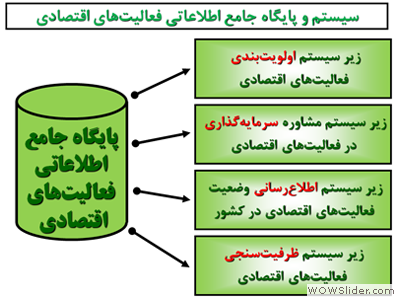 سیستم و پایگاه جامع اطلاعاتی فعالیت‌های اقتصادی
پایگاه جامع
اطلاعاتی
فعالیت‌های
اقتصادی
زیر سیستم اولویت‌بندی
فعالیت‌های اقتصادی
زیر سیستم مشاوره سرمایه‌گذاری
در فعالیت‌های اقتصادی
زیر سیستم اطلاع‌رسانی وضعیت
فعالیت‌های اقتصادی در کشور
زیر سیستم ظرفیت‌سنجی
فعالیت‌های اقتصادی
WOWSlider.com